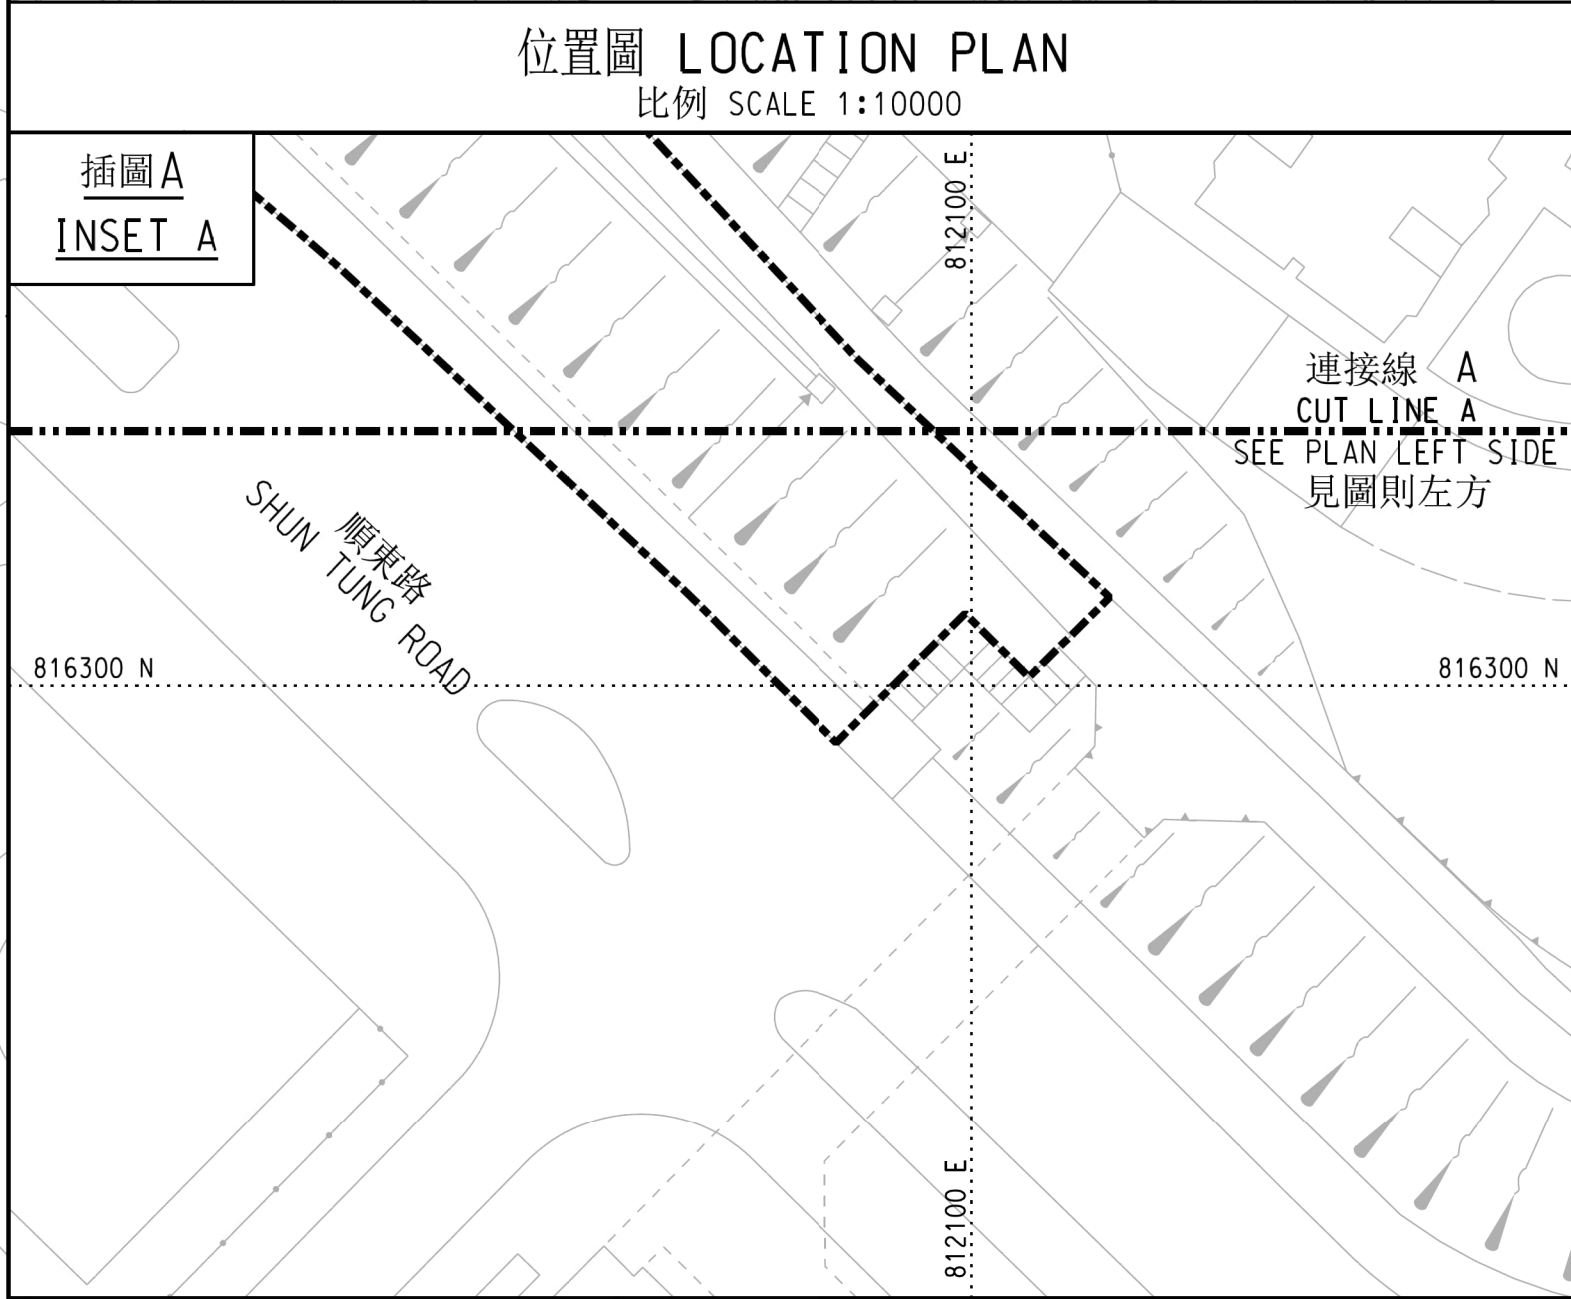 位置圖 LOCATION PLAN
比例 SCALE 1:10000
插圖A
INSET A
812100 E
連接線 A
CUT LINE A
SEE PLAN LEFT SIDE
見圖則左方
順東路
SHUN TUNG ROAD
816300 N
816300 N
812100 E